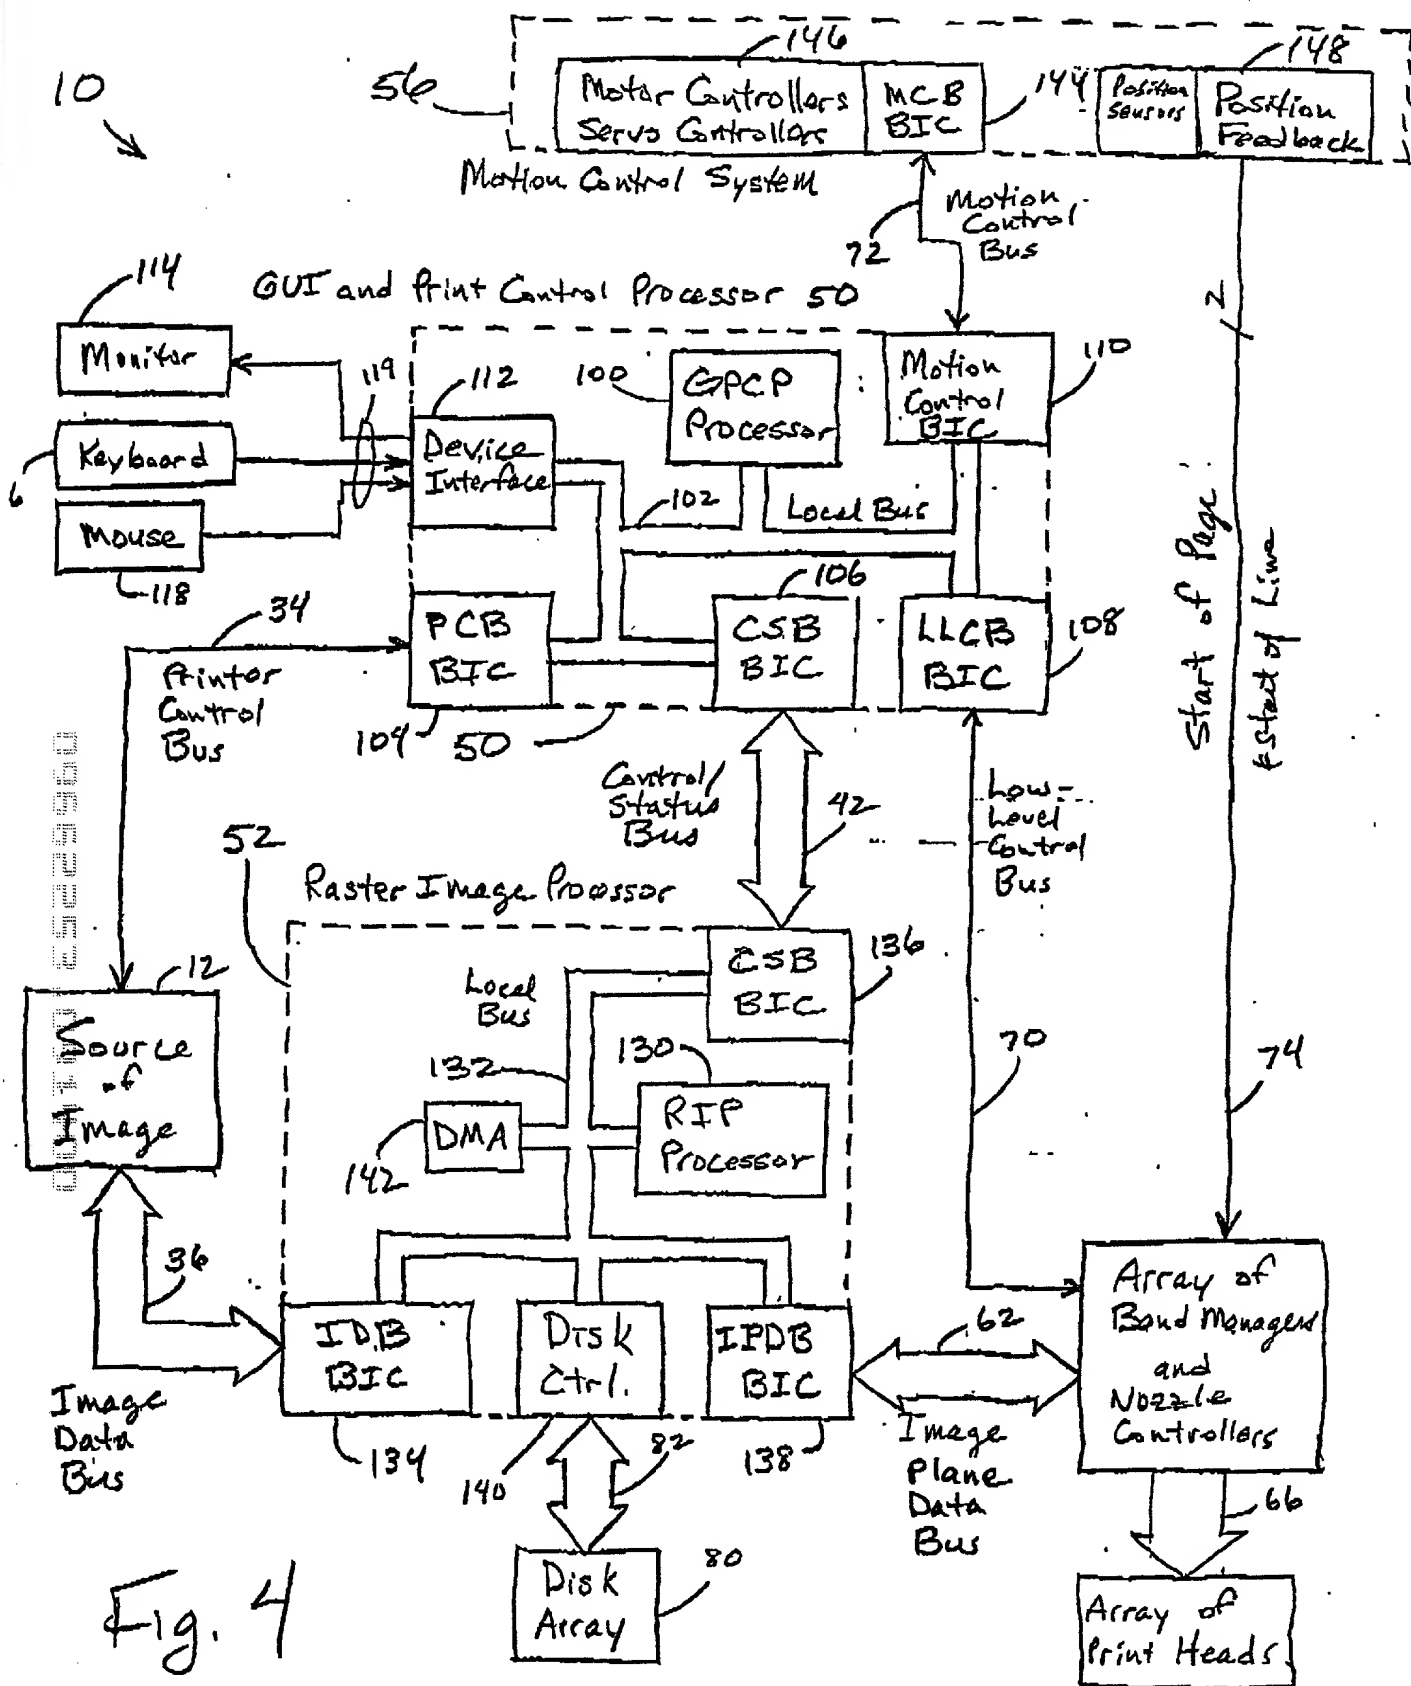 10
56
146
148
Motor Controllers
Servo Controllers
MCB
BIC
144
Position
Sensors
Position
Feedback
Motion Control System
72
Motion
Control
Bus
2
114
GUI and Print Control Processor 50
Monitor
119
112
100
GPCP
Processor
Motion
Control
BIC
110
6
Keyboard
Device
Interface
102
Local Bus
Mouse
118
34
106
Start of Page
&Start of Line
PCB
BIC
CSB
BIC
LLCB
BIC
108
Printer
Control
Bus
104
50
Control/
Status
Bus
42
Low-
Level
Control
Bus
52
Raster Image Processor
12
CSB
BIC
136
Local
Bus
Source
of
Image
132
130
70
74
DMA
142
RIP
Processor
36
Array of
Band Managers
and
Nozzle
Controllers
IDB
BIC
Disk
Ctrl.
IPDB
BIC
62
Image
Data
Bus
134
140
82
138
Image
Plane
Data
Bus
66
Fig. 4
Disk
Array
80
Array of
Print Heads